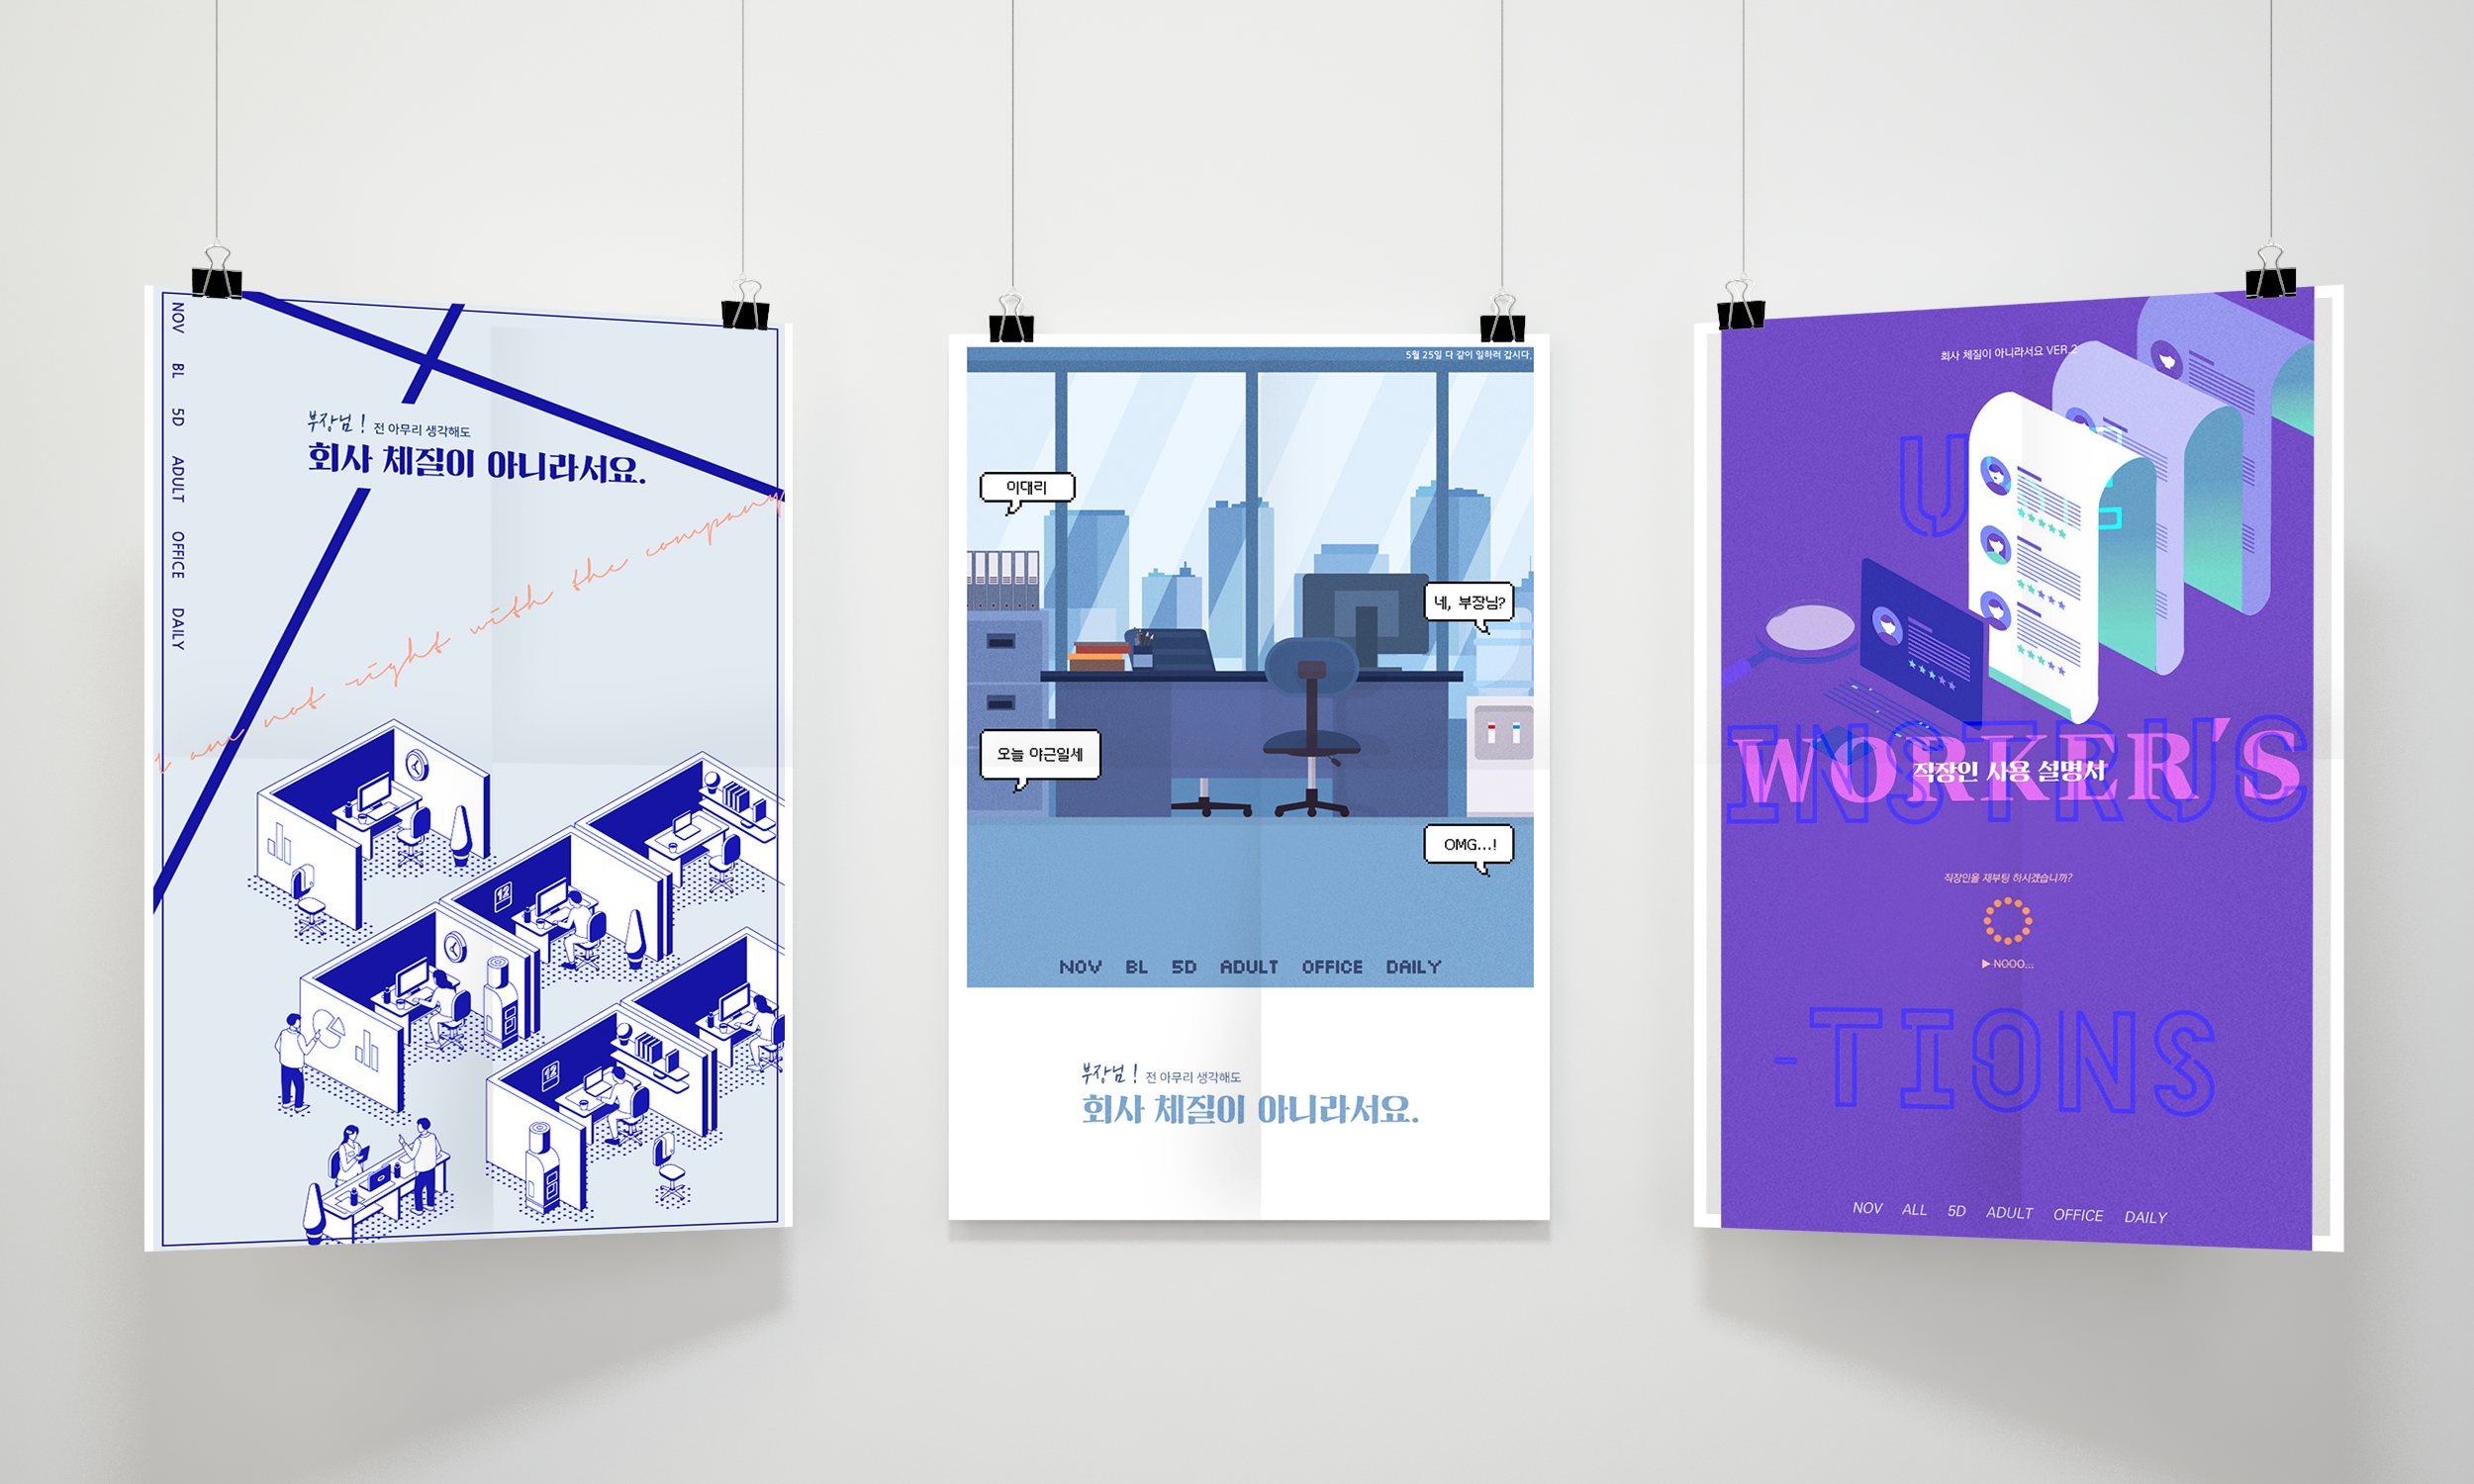 NOV BL 5D ADULT OFFICE DAILY
부장님! 전 아무리 생각해도
회사 체질이 아니라서요.
I am not right with the company
12
12
5월 25일 다 같이 일하러 갑시다.
이대리
네, 부장님?
오늘 야근일세
OMG...!
NOV BL 5D ADULT OFFICE DAILY
부장님! 전 아무리 생각해도
회사 체질이 아니라서요.
회사 체질이 아니라서요 VER.2
U
INSTRUC
WORKER'S
직장인 사용 설명서
직장인을 재부팅 하시겠습니까?
▶ NOOO...
-TIONS
NOV ALL 5D ADULT OFFICE DAILY